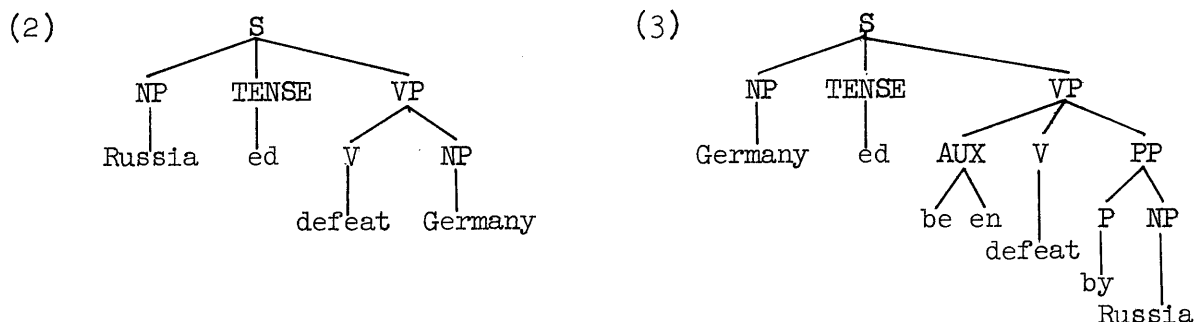 (2) S (3) S
NP TENSE VP NP TENSE VP
Russia ed V NP Germany ed AUX V PP
defeat Germany be en defeat P NP
by
Russia